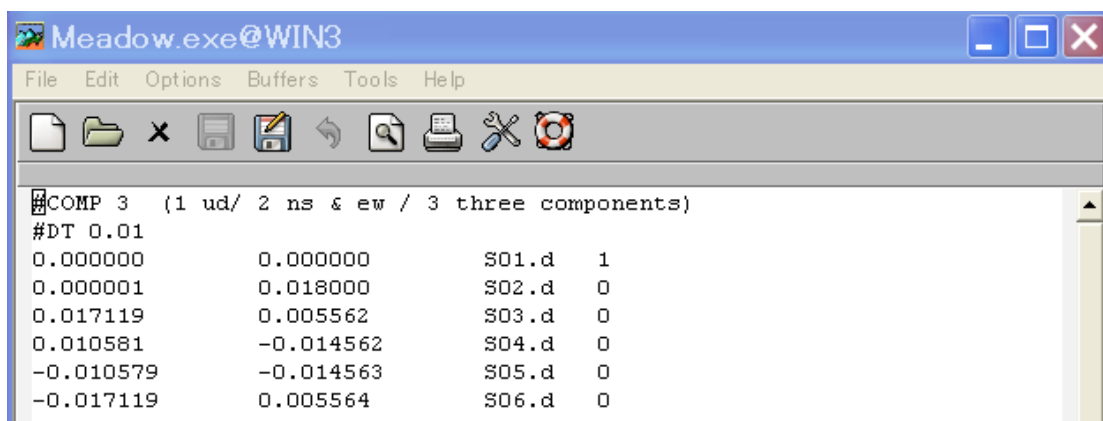 Meadow.exe@WIN3
File Edit Options Buffers Tools Help
#COMP 3 (1 ud/ 2 ns & ew / 3 three components)
#DT 0.01
0.000000 0.000000 S01.d 1
0.000001 0.018000 S02.d 0
0.017119 0.005562 S03.d 0
0.010581 -0.014562 S04.d 0
-0.010579 -0.014563 S05.d 0
-0.017119 0.005564 S06.d 0